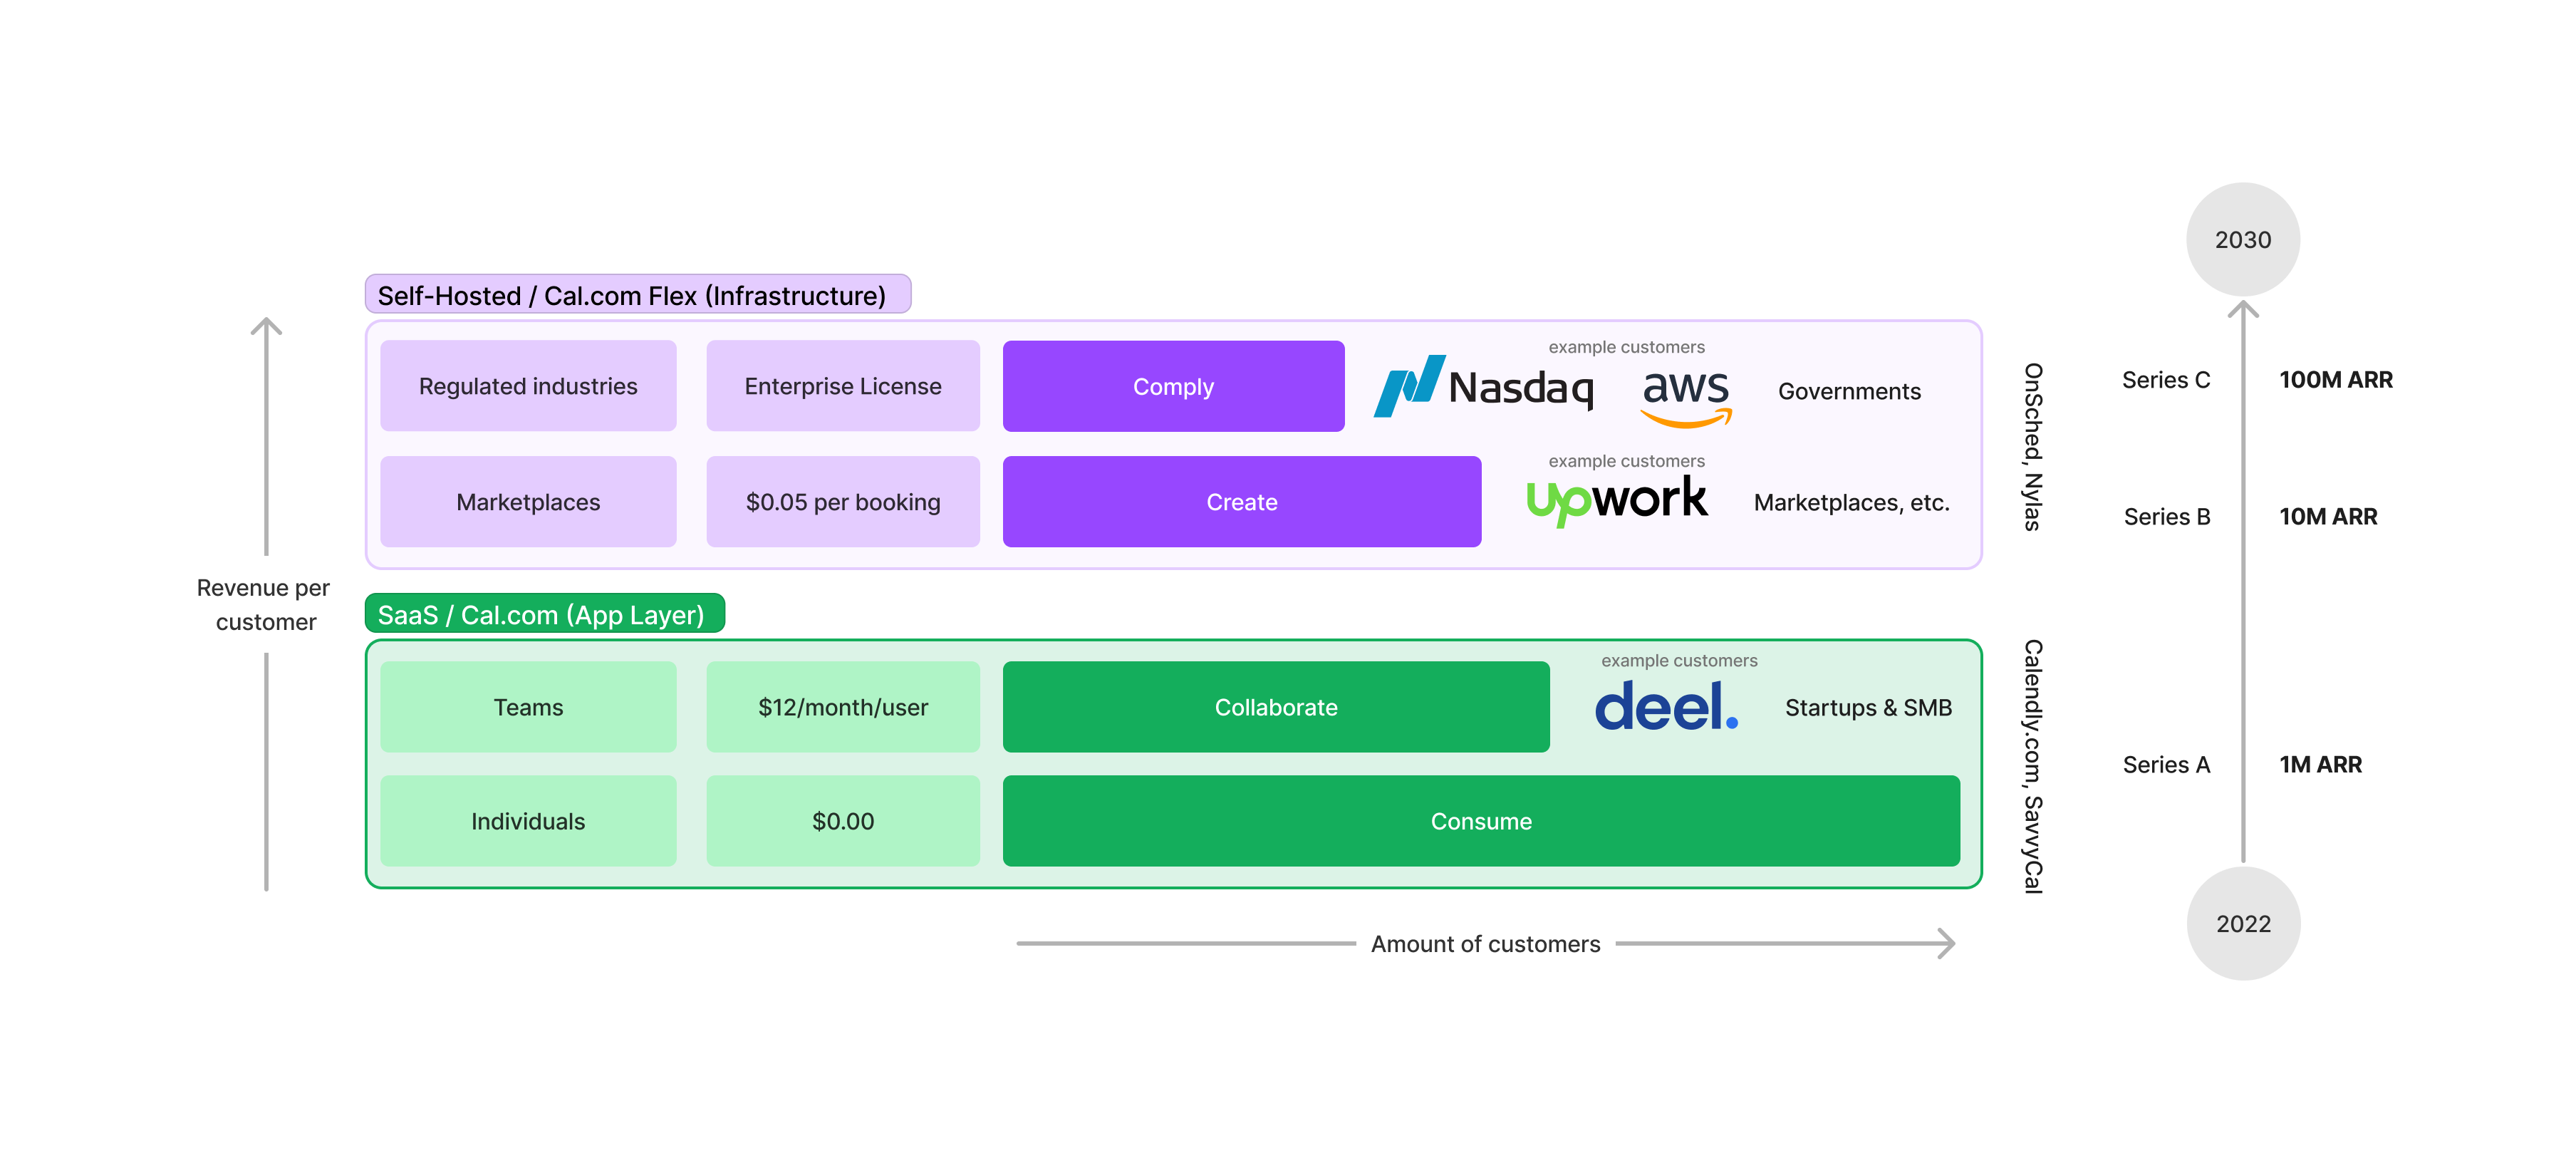 2030
Self-Hosted / Cal.com Flex (Infrastructure)
Regulated industries
Enterprise License
Comply
example customers
Nasdaq
aws
Governments
Marketplaces
$0.05 per booking
Create
example customers
upwork
Marketplaces, etc.
OnSched, Nylas
Series C
100M ARR
Series B
10M ARR
Revenue per
customer
SaaS / Cal.com (App Layer)
Teams
$12/month/user
Collaborate
example customers
deel.
Startups & SMB
Individuals
$0.00
Consume
Calendly.com, SavvyCal
Series A
1M ARR
Amount of customers
2022